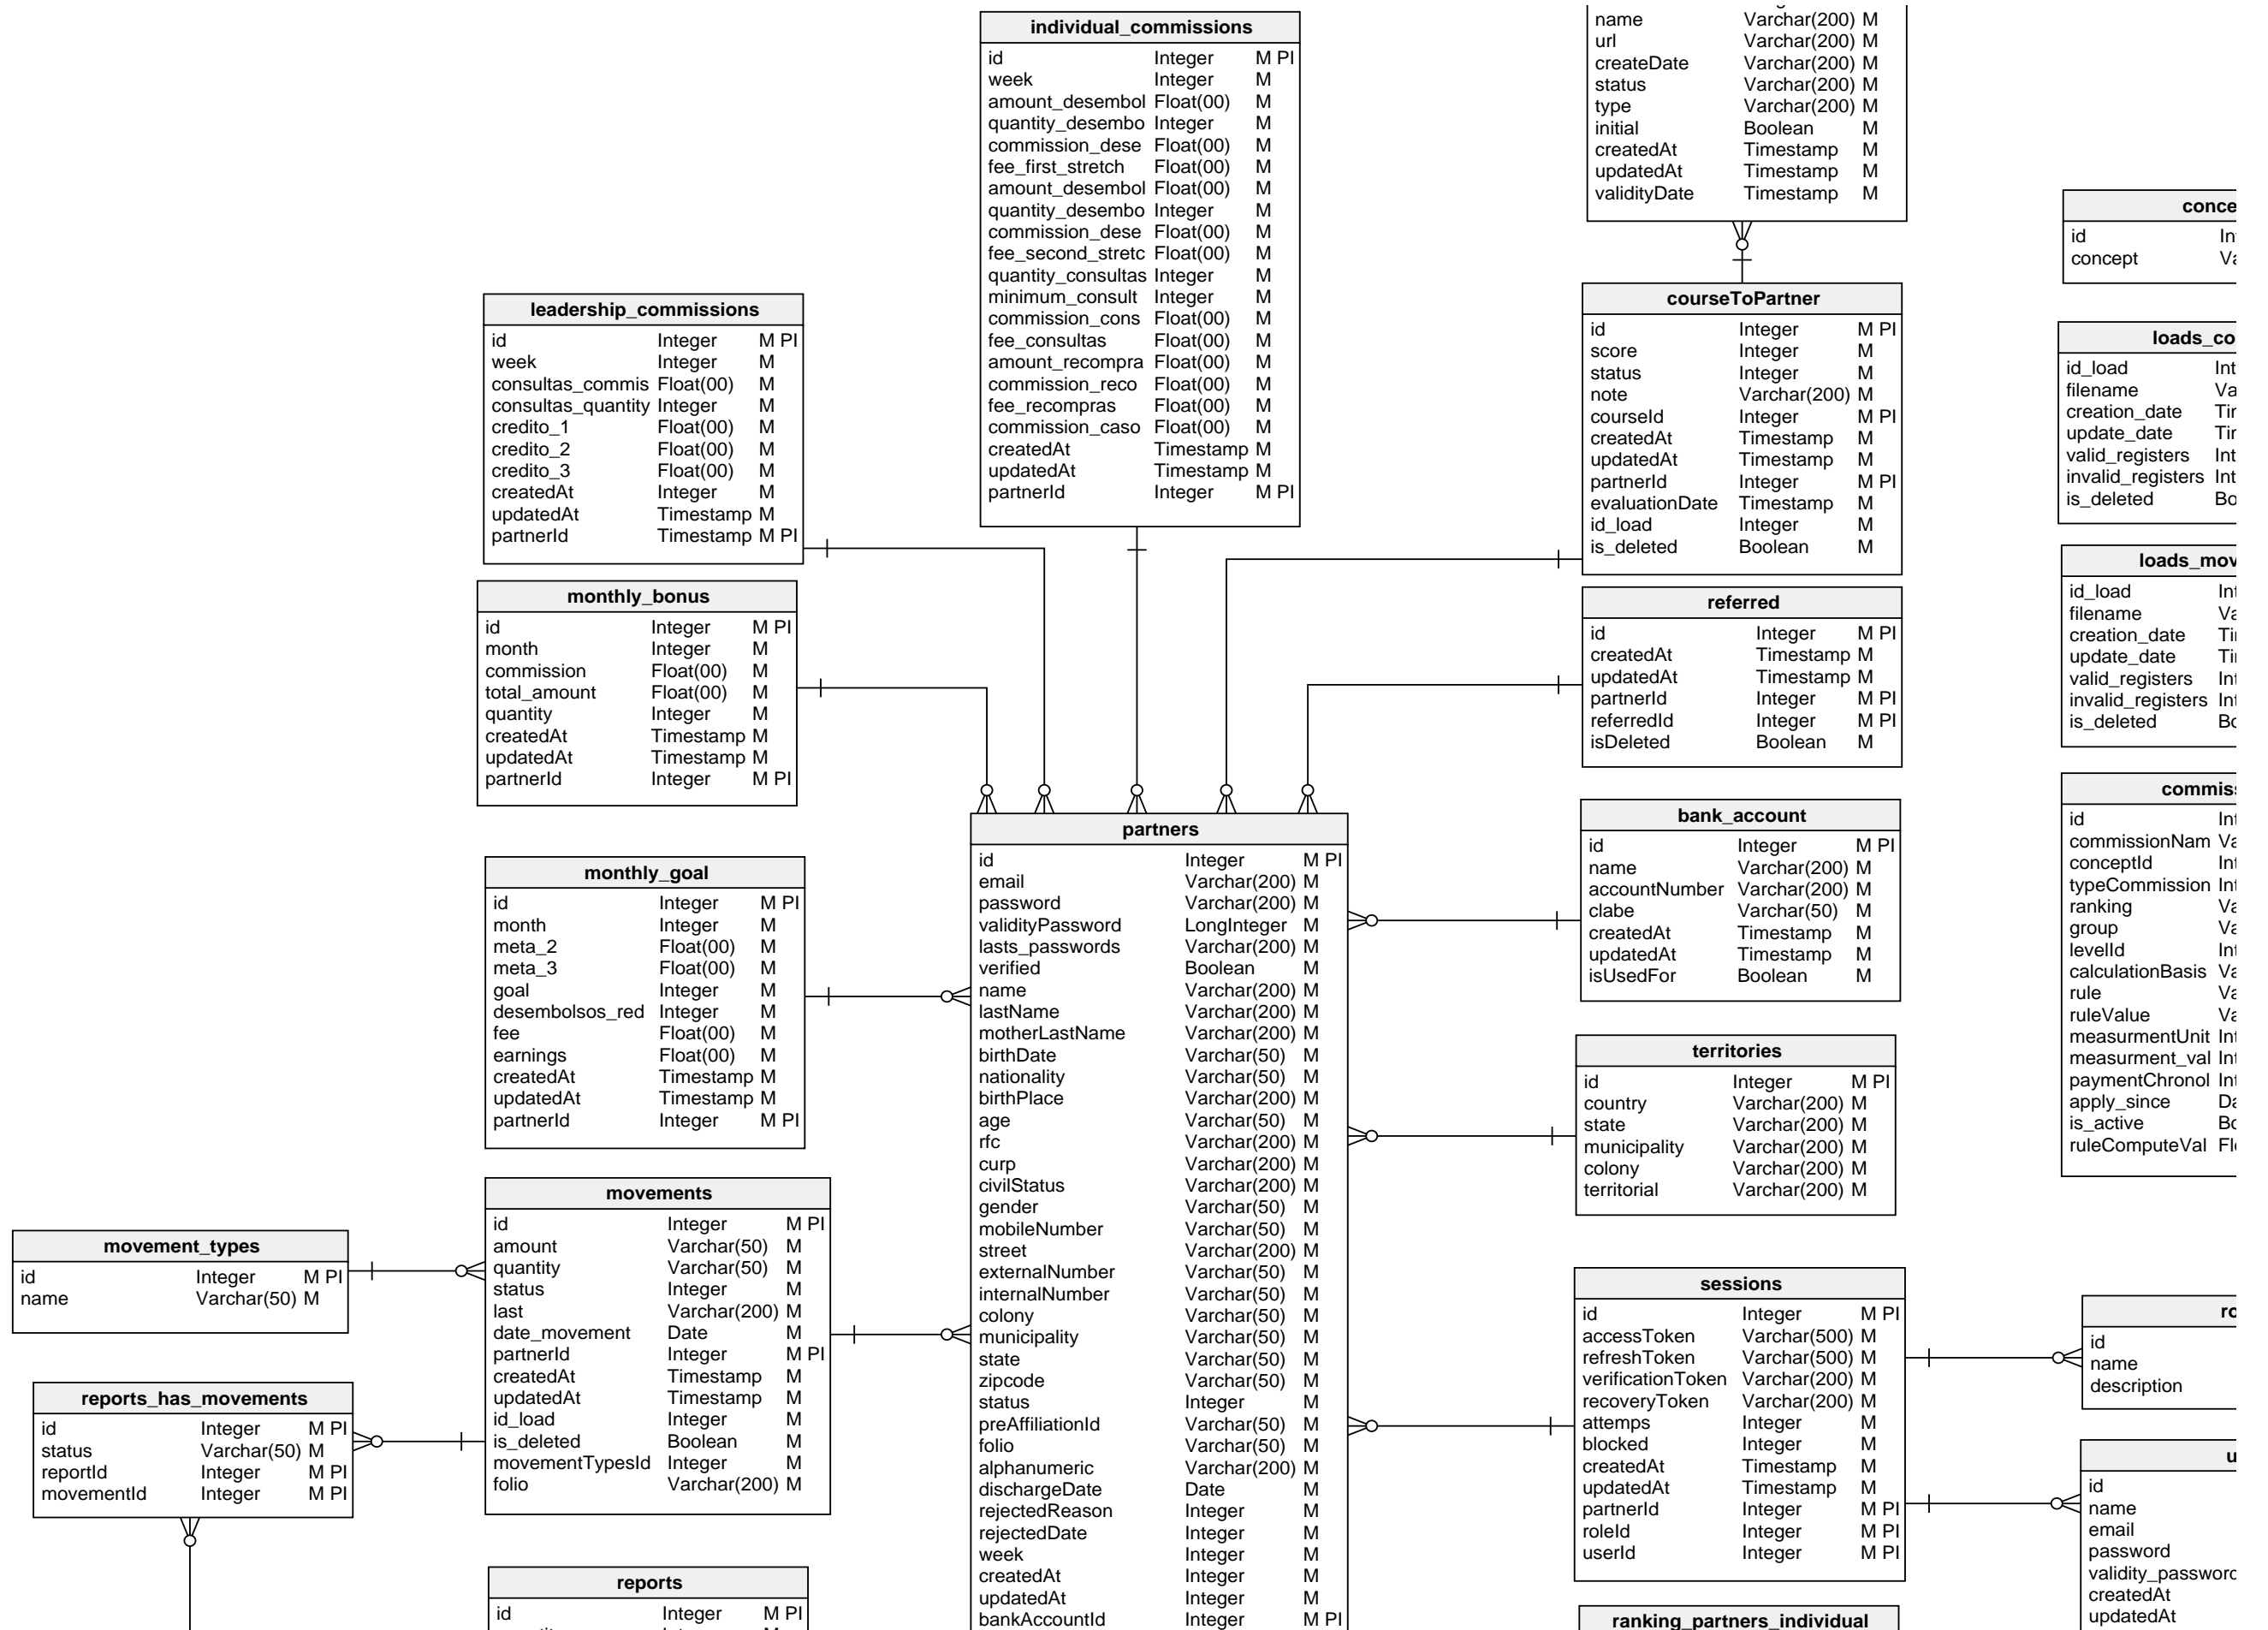 individual_commissions
id Integer M PI
week Integer M
amount_desembol Float(00) M
quantity_desembo Integer M
commission_dese Float(00) M
fee_first_stretch Float(00) M
amount_desembol Float(00) M
quantity_desembo Integer M
commission_dese Float(00) M
fee_second_stretc Float(00) M
quantity_consultas Integer M
minimum_consult Integer M
commission_cons Float(00) M
fee_consultas Float(00) M
amount_recompra Float(00) M
commission_reco Float(00) M
fee_recompras Float(00) M
commission_caso Float(00) M
createdAt Timestamp M
updatedAt Timestamp M
partnerId Integer M PI
name Varchar(200) M
url Varchar(200) M
createDate Varchar(200) M
status Varchar(200) M
type Varchar(200) M
initial Boolean M
createdAt Timestamp M
updatedAt Timestamp M
validityDate Timestamp M
conce
id
concept
leadership_commissions
id Integer M PI
week Integer M
consultas_commis Float(00) M
consultas_quantity Integer M
credito_1 Float(00) M
credito_2 Float(00) M
credito_3 Float(00) M
createdAt Integer M
updatedAt Timestamp M
partnerId Timestamp M PI
courseToPartner
id Integer M PI
score Integer M
status Integer M
note Varchar(200) M
courseId Integer M PI
createdAt Timestamp M
updatedAt Timestamp M
partnerId Integer M PI
evaluationDate Timestamp M
id_load Integer M
is_deleted Boolean M
loads_co
id_load Int
filename Va
creation_date
update_date
valid_registers Int
invalid_registers Int
is_deleted Bo
monthly_bonus
id Integer M PI
month Integer M
commission Float(00) M
total_amount Float(00) M
quantity Integer M
createdAt Timestamp M
updatedAt Timestamp M
partnerId Integer M PI
referred
id Integer M PI
createdAt Timestamp M
updatedAt Timestamp M
partnerId Integer M PI
referredId Integer M PI
isDeleted Boolean M
loads_mov
id_load
filename
creation_date
update_date
valid_registers
invalid_registers
is_deleted
partners
id Integer M PI
email Varchar(200) M
password Varchar(200) M
validityPassword LongInteger M
lasts_passwords Varchar(200) M
verified Boolean M
name Varchar(200) M
lastName Varchar(200) M
motherLastName Varchar(200) M
birthDate Varchar(50) M
nationality Varchar(50) M
birthPlace Varchar(200) M
age Varchar(50) M
rfc Varchar(200) M
curp Varchar(200) M
civilStatus Varchar(200) M
gender Varchar(50) M
mobileNumber Varchar(50) M
street Varchar(200) M
externalNumber Varchar(50) M
internalNumber Varchar(50) M
colony Varchar(50) M
municipality Varchar(50) M
state Varchar(50) M
zipcode Varchar(50) M
status Integer M
preAffiliationId Varchar(50) M
folio Varchar(50) M
alphanumeric Varchar(200) M
dischargeDate Date M
rejectedReason Integer M
rejectedDate Integer M
week Integer M
createdAt Integer M
updatedAt Integer M
bankAccountId Integer M PI
bank_account
id Integer M PI
name Varchar(200) M
accountNumber Varchar(200) M
clabe Varchar(50) M
createdAt Timestamp M
updatedAt Timestamp M
isUsedFor Boolean M
commis
id
commissionNam
conceptId
typeCommission
ranking
group
levelId
calculationBasis
rule
ruleValue
measurmentUnit
measurment_val
paymentChronol
apply_since
is_active
ruleComputeVal
monthly_goal
id Integer M PI
month Integer M
meta_2 Float(00) M
meta_3 Float(00) M
goal Integer M
desembolsos_red Integer M
fee Float(00) M
earnings Float(00) M
createdAt Timestamp M
updatedAt Timestamp M
partnerId Integer M PI
territories
id Integer M PI
country Varchar(200) M
state Varchar(200) M
municipality Varchar(200) M
colony Varchar(200) M
territorial Varchar(200) M
movement_types
id Integer M PI
name Varchar(50) M
movements
id Integer M PI
amount Varchar(50) M
quantity Varchar(50) M
status Integer M
last Varchar(200) M
date_movement Date M
partnerId Integer M PI
createdAt Timestamp M
updatedAt Timestamp M
id_load Integer M
is_deleted Boolean M
movementTypesId Integer M
folio Varchar(200) M
sessions
id Integer M PI
accessToken Varchar(500) M
refreshToken Varchar(500) M
verificationToken Varchar(200) M
recoveryToken Varchar(200) M
attemps Integer M
blocked Integer M
createdAt Timestamp M
updatedAt Timestamp M
partnerId Integer M PI
roleId Integer M PI
userId Integer M PI
id
name
description
reports_has_movements
id Integer M PI
status Varchar(50) M
reportId Integer M PI
movementId Integer M PI
u
id
name
email
password
validity_password
createdAt
updatedAt
reports
id Integer M PI
ranking_partners_individual